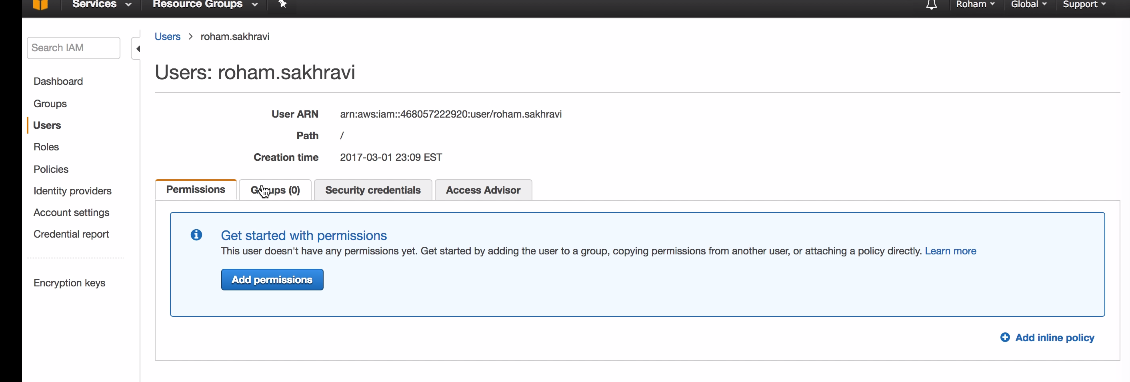 Services Resource Groups Roham Global Support
Users > roham.sakhravi
Search IAM
Users: roham.sakhravi
Dashboard
Groups
Users
Roles
Policies
Identity providers
Account settings
Credential report
Encryption keys
User ARN arn:aws:iam::468057222920:user/roham.sakhravi
Path /
Creation time 2017-03-01 23:09 EST
Permissions Groups (0) Security credentials Access Advisor
Get started with permissions
This user doesn't have any permissions yet. Get started by adding the user to a group, copying permissions from another user, or attaching a policy directly. Learn more
Add permissions
Add inline policy